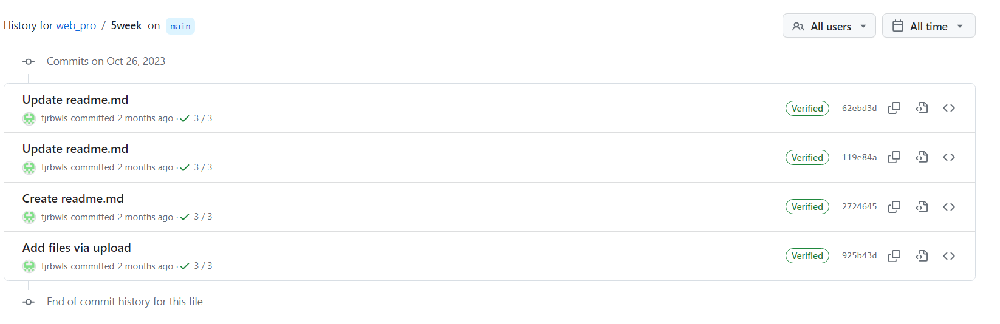 History for web_pro / 5week on main
All users
All time
Commits on Oct 26, 2023
Update readme.md
tjrbwls committed 2 months ago · 3 / 3
Verified
62ebd3d
Update readme.md
tjrbwls committed 2 months ago · 3 / 3
Verified
119e84a
Create readme.md
tjrbwls committed 2 months ago · 3 / 3
Verified
2724645
Add files via upload
tjrbwls committed 2 months ago · 3 / 3
Verified
925b43d
End of commit history for this file